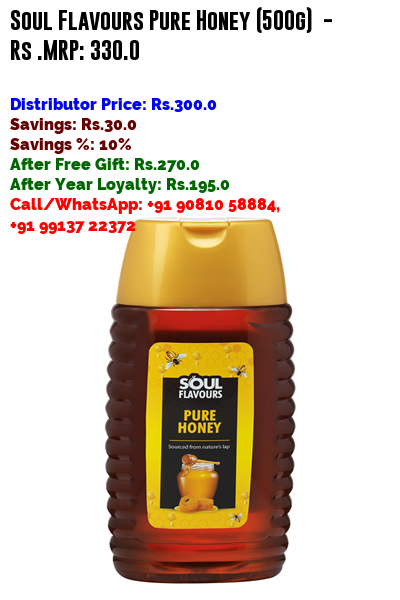 Soul Flavours Pure Honey (500g) -
Rs .MRP: 330.0
Distributor Price: Rs.300.0
Savings: Rs.30.0
Savings %: 10%
After Free Gift: Rs.270.0
After Year Loyalty: Rs.195.0
Call/WhatsApp: +91 90810 58884,
+91 99137 22372
SOUL
FLAVOURS
PURE
HONEY
Sourced from nature's lap